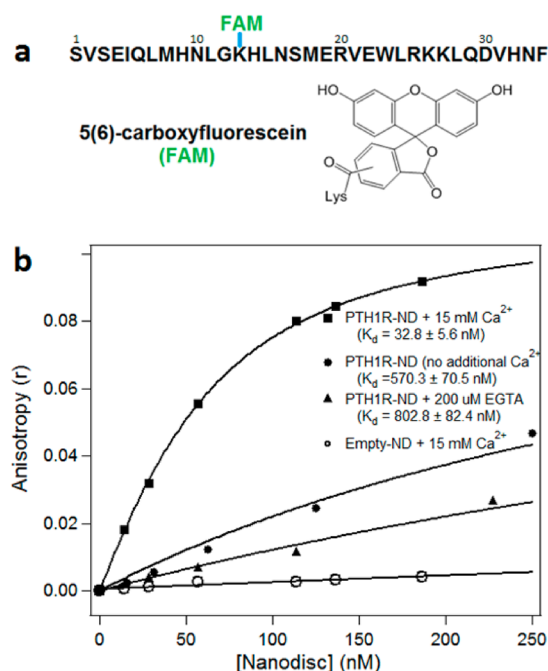 FAM
a
1 10 20 30
SVSEIQLMHNLGKHLNSMERVEWLRKKLQDVHNF
5(6)-carboxyfluorescein
(FAM)
HO O OH
O O
Lys O
b
Anisotropy (r)
0.08
0.06
0.04
0.02
0.00
PTH1R-ND + 15 mM Ca²⁺
(Kd = 32.8 ± 5.6 nM)
PTH1R-ND (no additional Ca²⁺
(Kd =570.3 ± 70.5 nM)
PTH1R-ND + 200 uM EGTA
(Kd = 802.8 ± 82.4 nM)
Empty-ND + 15 mM Ca²⁺
0 50 100 150 200 250
[Nanodisc] (nM)